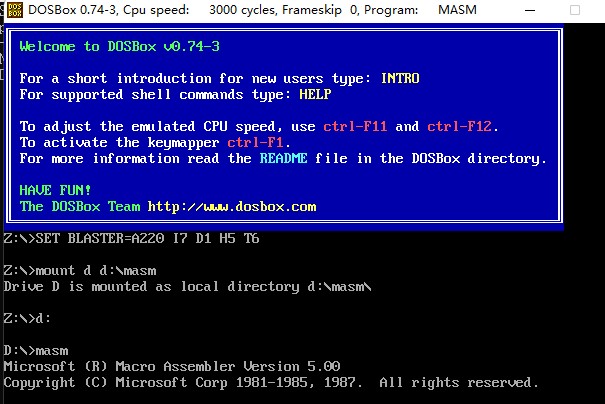 DOSBox 0.74-3, Cpu speed: 3000 cycles, Frameskip 0, Program: MASM
Welcome to DOSBox v0.74-3
For a short introduction for new users type: INTRO
For supported shell commands type: HELP
To adjust the emulated CPU speed, use ctrl-F11 and ctrl-F12.
To activate the keymapper ctrl-F1.
For more information read the README file in the DOSBox directory.
HAVE FUN!
The DOSBox Team http://www.dosbox.com
Z:\>SET BLASTER=A220 I7 D1 H5 T6
Z:\>mount d d:\masm
Drive D is mounted as local directory d:\masm\
Z:\>d:
D:\>masm
Microsoft (R) Macro Assembler Version 5.00
Copyright (C) Microsoft Corp 1981-1985, 1987.  All rights reserved.